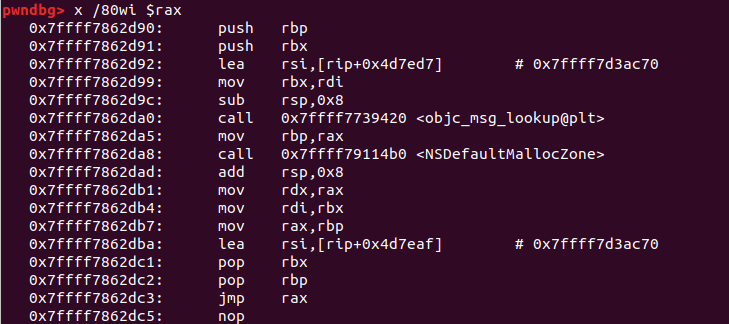 pwndbg> x /80wi $rax
0x7ffff7862d90: push rbp
0x7ffff7862d91: push rbx
0x7ffff7862d92: lea rsi,[rip+0x4d7ed7] # 0x7ffff7d3ac70
0x7ffff7862d99: mov rbx,rdi
0x7ffff7862d9c: sub rsp,0x8
0x7ffff7862da0: call 0x7ffff7739420 <objc_msg_lookup@plt>
0x7ffff7862da5: mov rbp,rax
0x7ffff7862da8: call 0x7ffff79114b0 <NSDefaultMallocZone>
0x7ffff7862dad: add rsp,0x8
0x7ffff7862db1: mov rdx,rax
0x7ffff7862db4: mov rdi,rbx
0x7ffff7862db7: mov rax,rbp
0x7ffff7862dba: lea rsi,[rip+0x4d7eaf] # 0x7ffff7d3ac70
0x7ffff7862dc1: pop rbx
0x7ffff7862dc2: pop rbp
0x7ffff7862dc3: jmp rax
0x7ffff7862dc5: nop